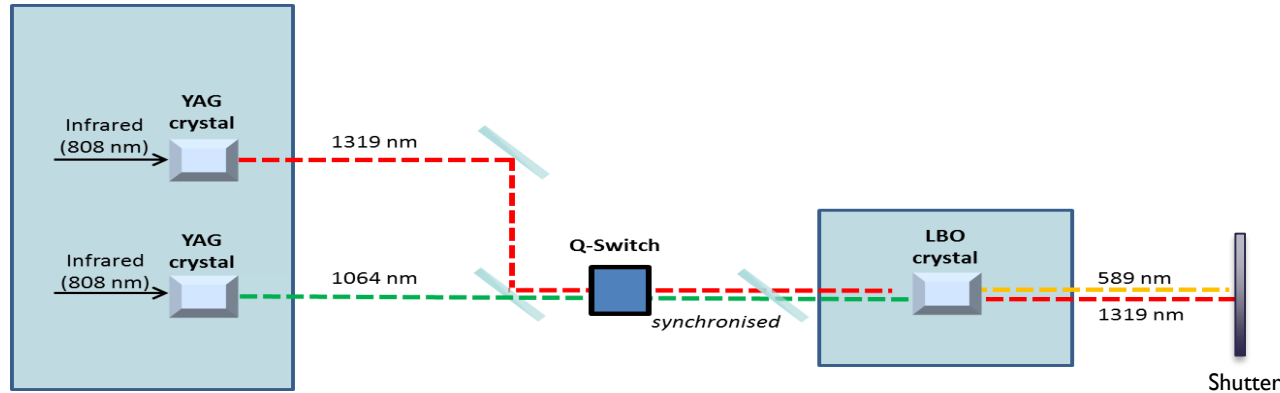 YAG
crystal
Infrared
(808 nm)
1319 nm
YAG
crystal
Infrared
(808 nm)
1064 nm
Q-Switch
synchronised
LBO
crystal
589 nm
1319 nm
Shutter